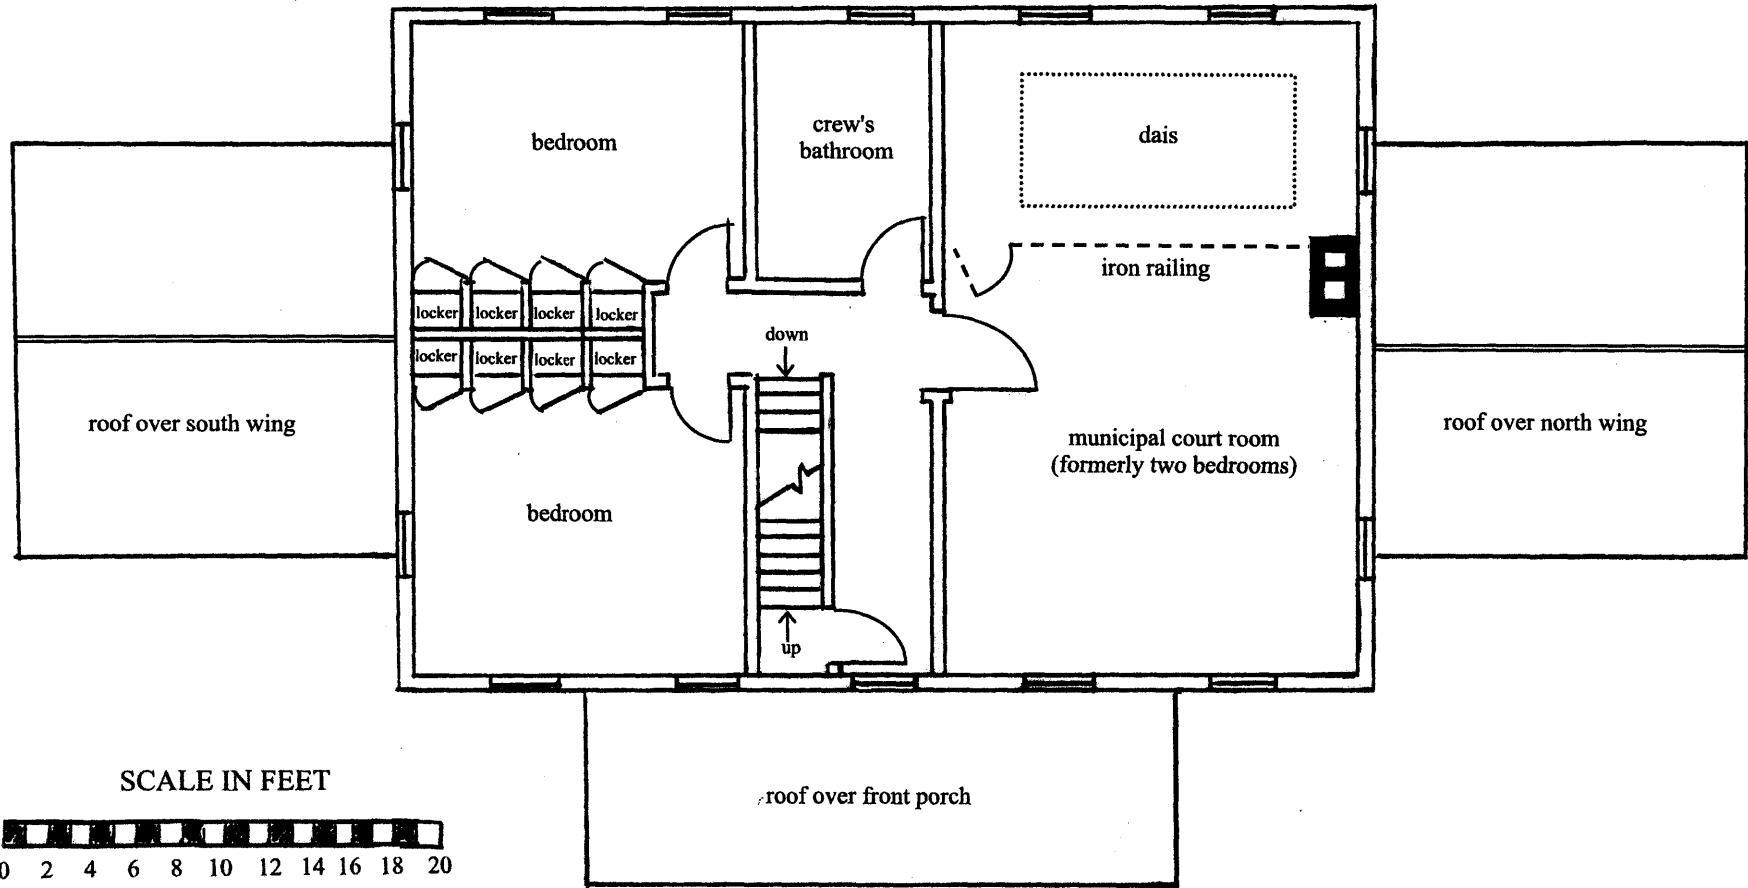 bedroom
crew's
bathroom
dais
iron railing
locker locker locker locker
down
locker locker locker locker
roof over south wing
roof over north wing
municipal court room
(formerly two bedrooms)
bedroom
up
SCALE IN FEET
roof over front porch
0 2 4 6 8 10 12 14 16 18 20